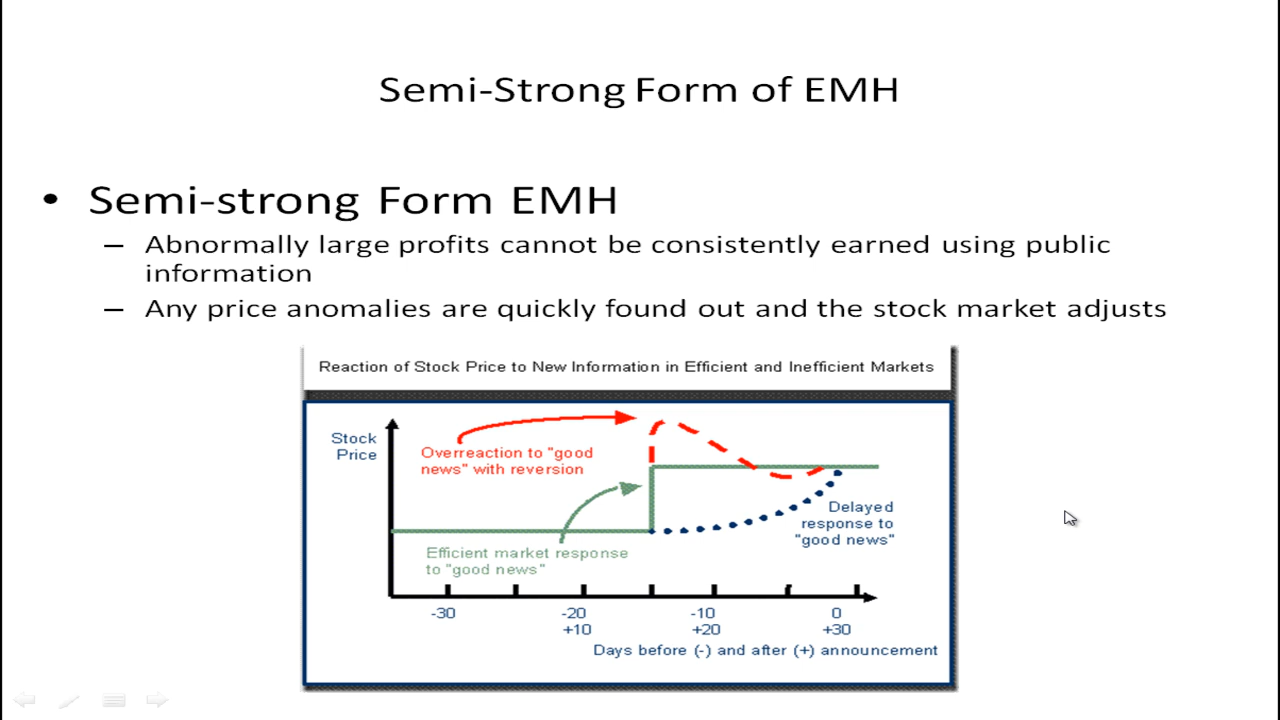 Semi-Strong Form of EMH
• Semi-strong Form EMH
– Abnormally large profits cannot be consistently earned using public
information
– Any price anomalies are quickly found out and the stock market adjusts
Reaction of Stock Price to New Information in Efficient and Inefficient Markets
Stock
Price
Overreaction to "good
news" with reversion
Delayed
response to
"good news"
Efficient market response
to "good news"
-30 -20 -10 0
+10 +20 +30
Days before (-) and after (+) announcement